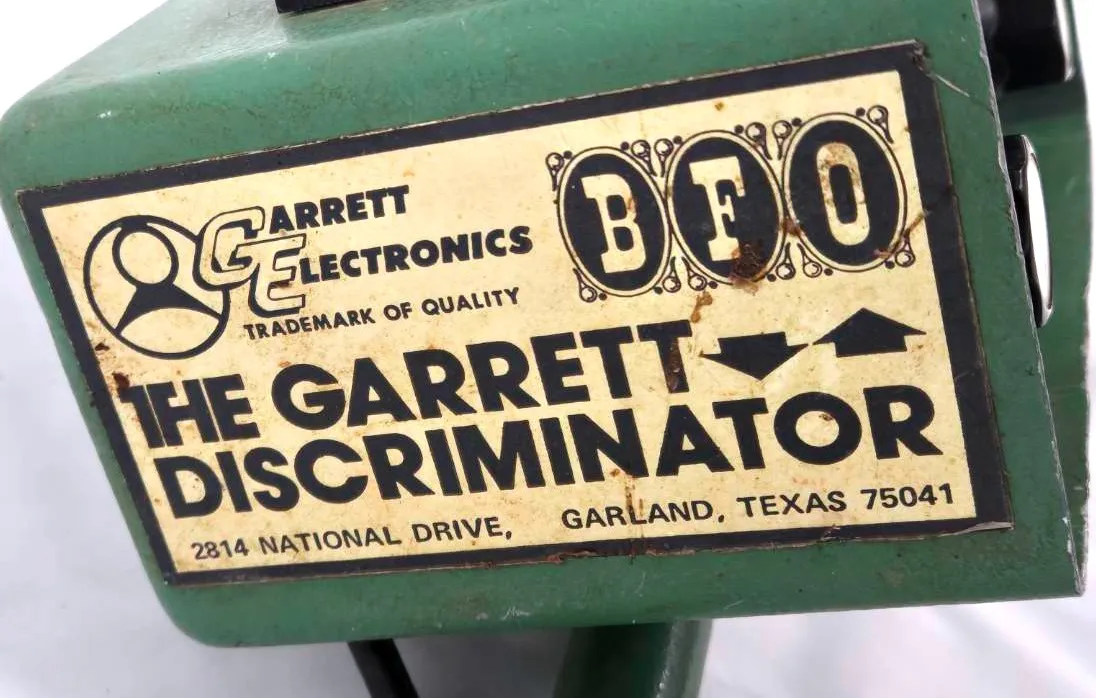 GARRETT
ELECTRONICS
TRADEMARK OF QUALITY
BFO
THE GARRETT
DISCRIMINATOR
2814 NATIONAL DRIVE, GARLAND, TEXAS 75041